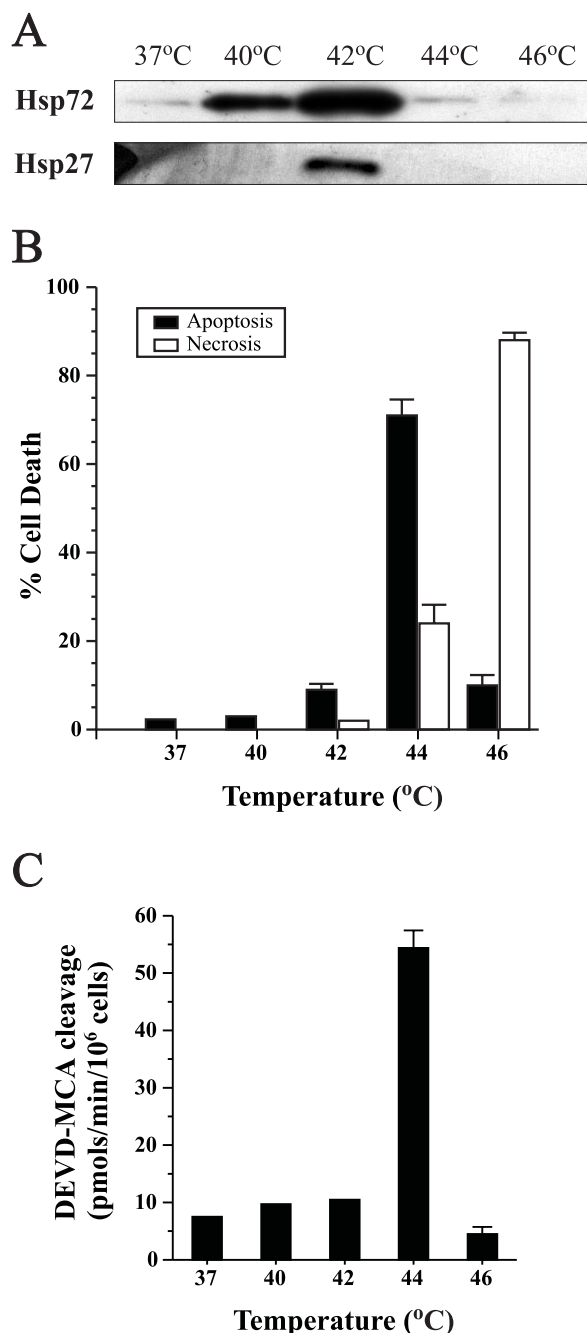 A
37°C 40°C 42°C 44°C 46°C
Hsp72
Hsp27
B
100
80
60
40
20
0
% Cell Death
Apoptosis
Necrosis
37 40 42 44 46
Temperature (°C)
C
60
50
40
30
20
10
0
DEVD-MCA cleavage
(pmols/min/10⁶ cells)
37 40 42 44 46
Temperature (°C)